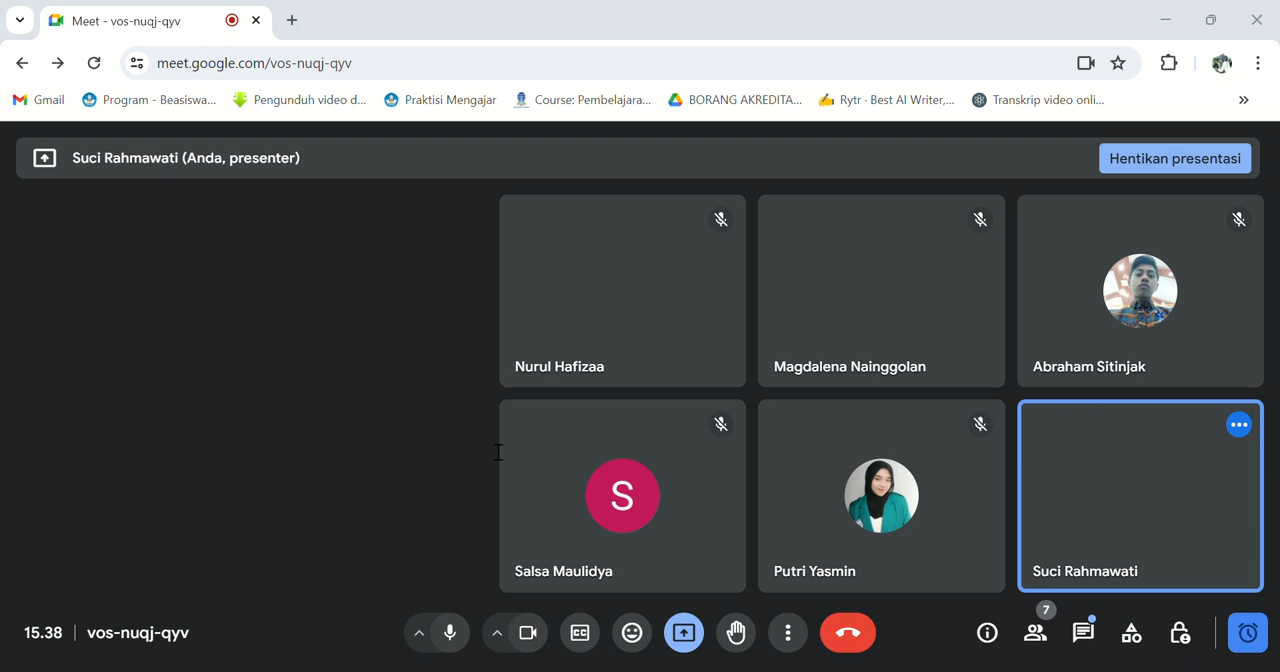 Meet - vos-nuqj-qyv
meet.google.com/vos-nuqj-qyv
Gmail
Program - Beasiswa...
Pengunduh video d...
Praktisi Mengajar
Course: Pembelajara...
BORANG AKREDITA...
Rytr - Best AI Writer,...
Transkrip video onli...
Suci Rahmawati (Anda, presenter)
Hentikan presentasi
Nurul Hafizaa
Magdalena Nainggolan
Abraham Sitinjak
S
Salsa Maulidya
Putri Yasmin
Suci Rahmawati
15.38
vos-nuqj-qyv
CC
7